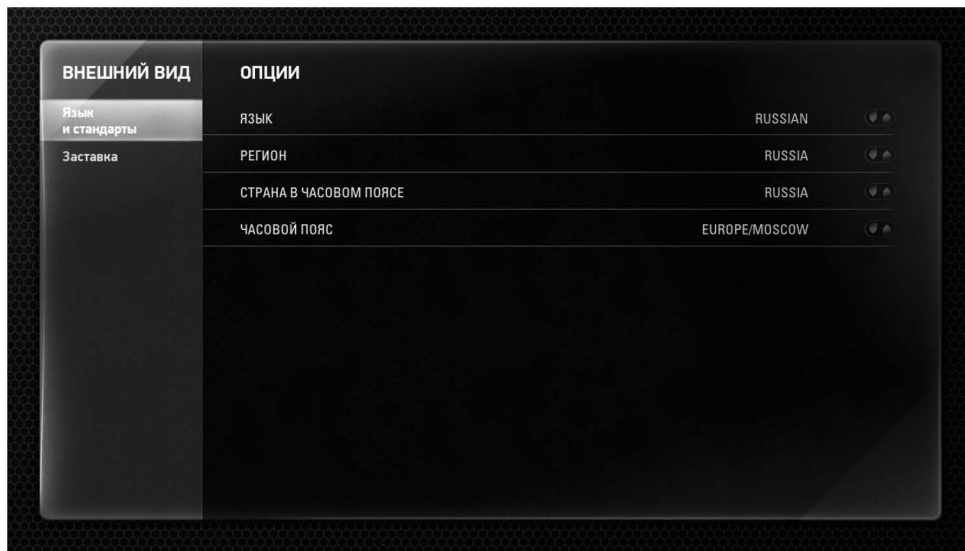 ВНЕШНИЙ ВИД
Язык
и стандарты
Заставка
ОПЦИИ
ЯЗЫК RUSSIAN
РЕГИОН RUSSIA
СТРАНА В ЧАСОВОМ ПОЯСЕ RUSSIA
ЧАСОВОЙ ПОЯС EUROPE/MOSCOW